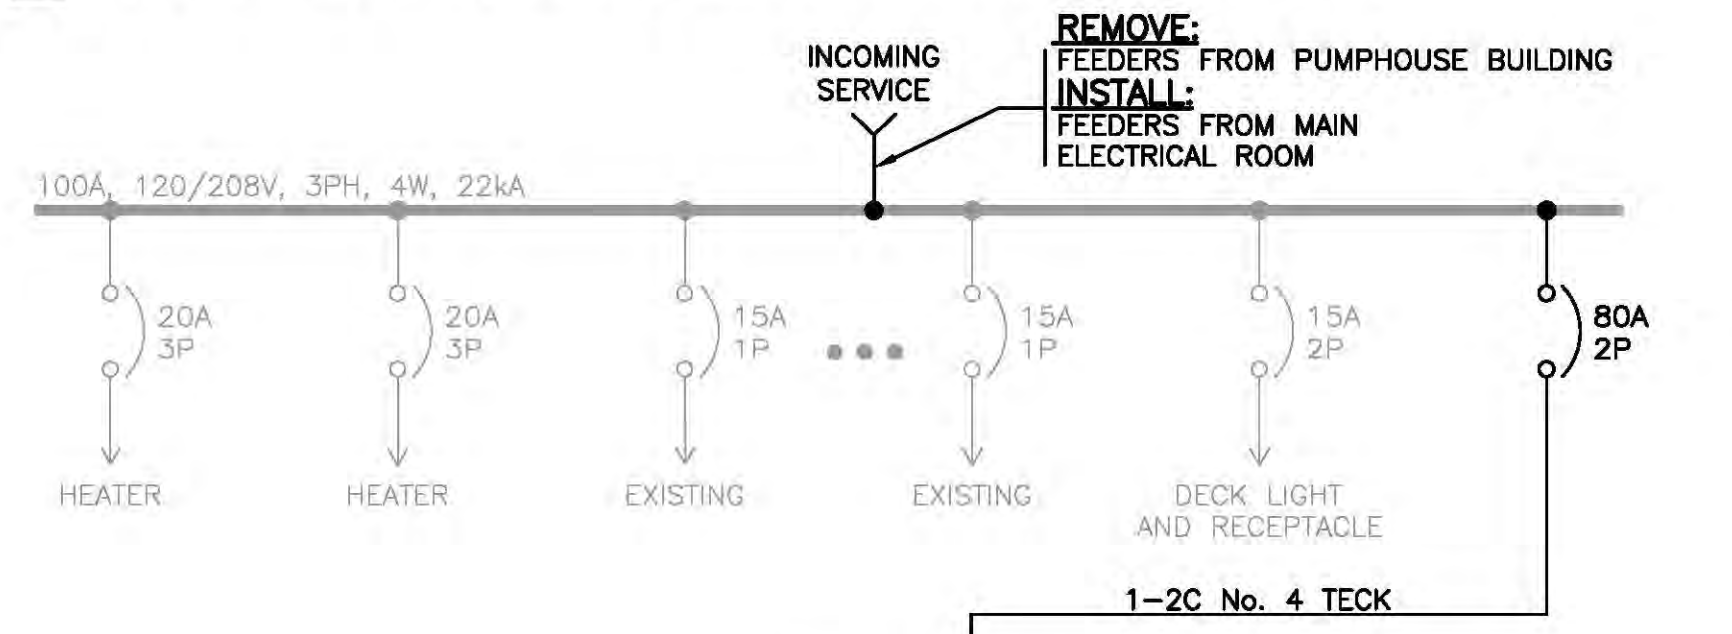 REMOVE:
FEEDERS FROM PUMPHOUSE BUILDING
INSTALL:
FEEDERS FROM MAIN
ELECTRICAL ROOM
INCOMING
SERVICE
100A, 120/208V, 3PH, 4W, 22kA
20A
3P
20A
3P
15A
1P
15A
1P
15A
2P
80A
2P
HEATER
HEATER
EXISTING
EXISTING
DECK LIGHT
AND RECEPTACLE
1-2C No. 4 TECK